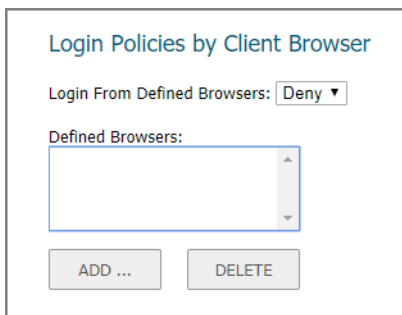 Login Policies by Client Browser
Login From Defined Browsers: Deny
Defined Browsers:
ADD ... DELETE